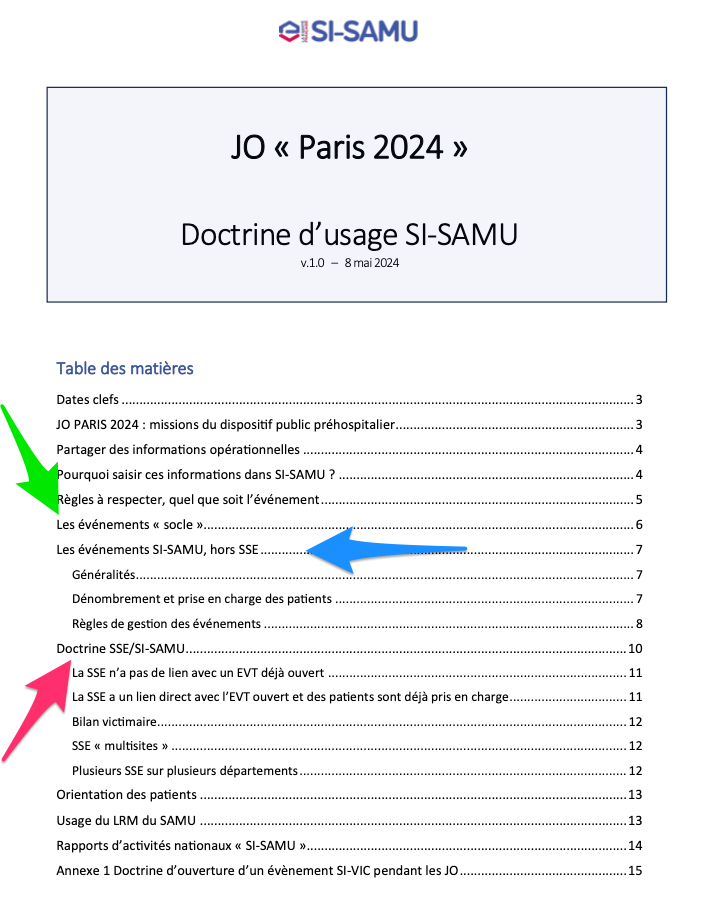 SI-SAMU
JO « Paris 2024 »
Doctrine d’usage SI-SAMU
v.1.0 – 8 mai 2024
Table des matières
Dates clefs ........ 3
JO PARIS 2024 : missions du dispositif public préhospitalier ........ 3
Partager des informations opérationnelles ........ 4
Pourquoi saisir ces informations dans SI-SAMU ? ........ 4
Règles à respecter, quel que soit l’événement ........ 5
Les événements « socle » ........ 6
Les événements SI-SAMU, hors SSE ........ 7
Généralités ........ 7
Dénombrement et prise en charge des patients ........ 7
Règles de gestion des événements ........ 8
Doctrine SSE/SI-SAMU ........ 10
La SSE n’a pas de lien avec un EVT déjà ouvert ........ 11
La SSE a un lien direct avec l’EVT ouvert et des patients sont déjà pris en charge ........ 11
Bilan victimaire ........ 12
SSE « multisites » ........ 12
Plusieurs SSE sur plusieurs départements ........ 12
Orientation des patients ........ 13
Usage du LRM du SAMU ........ 13
Rapports d’activités nationaux « SI-SAMU » ........ 14
Annexe 1 Doctrine d’ouverture d’un évènement SI-VIC pendant les JO ........ 15